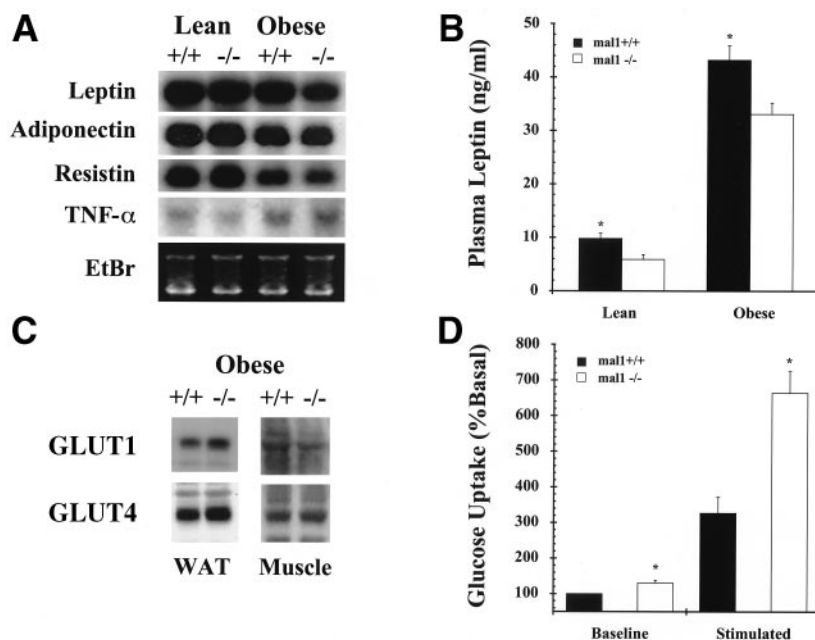 A
Lean Obese
+/+ -/- +/+ -/-
Leptin
Adiponectin
Resistin
TNF-α
EtBr
B
Plasma Leptin (ng/ml)
50
40
30
20
10
0
mal1+/+
mal1 -/-
*
*
Lean Obese
C
Obese
+/+ -/- +/+ -/-
GLUT1
GLUT4
WAT Muscle
D
Glucose Uptake (%Basal)
800
700
600
500
400
300
200
100
mal1+/+
mal1 -/-
*
*
Baseline Stimulated